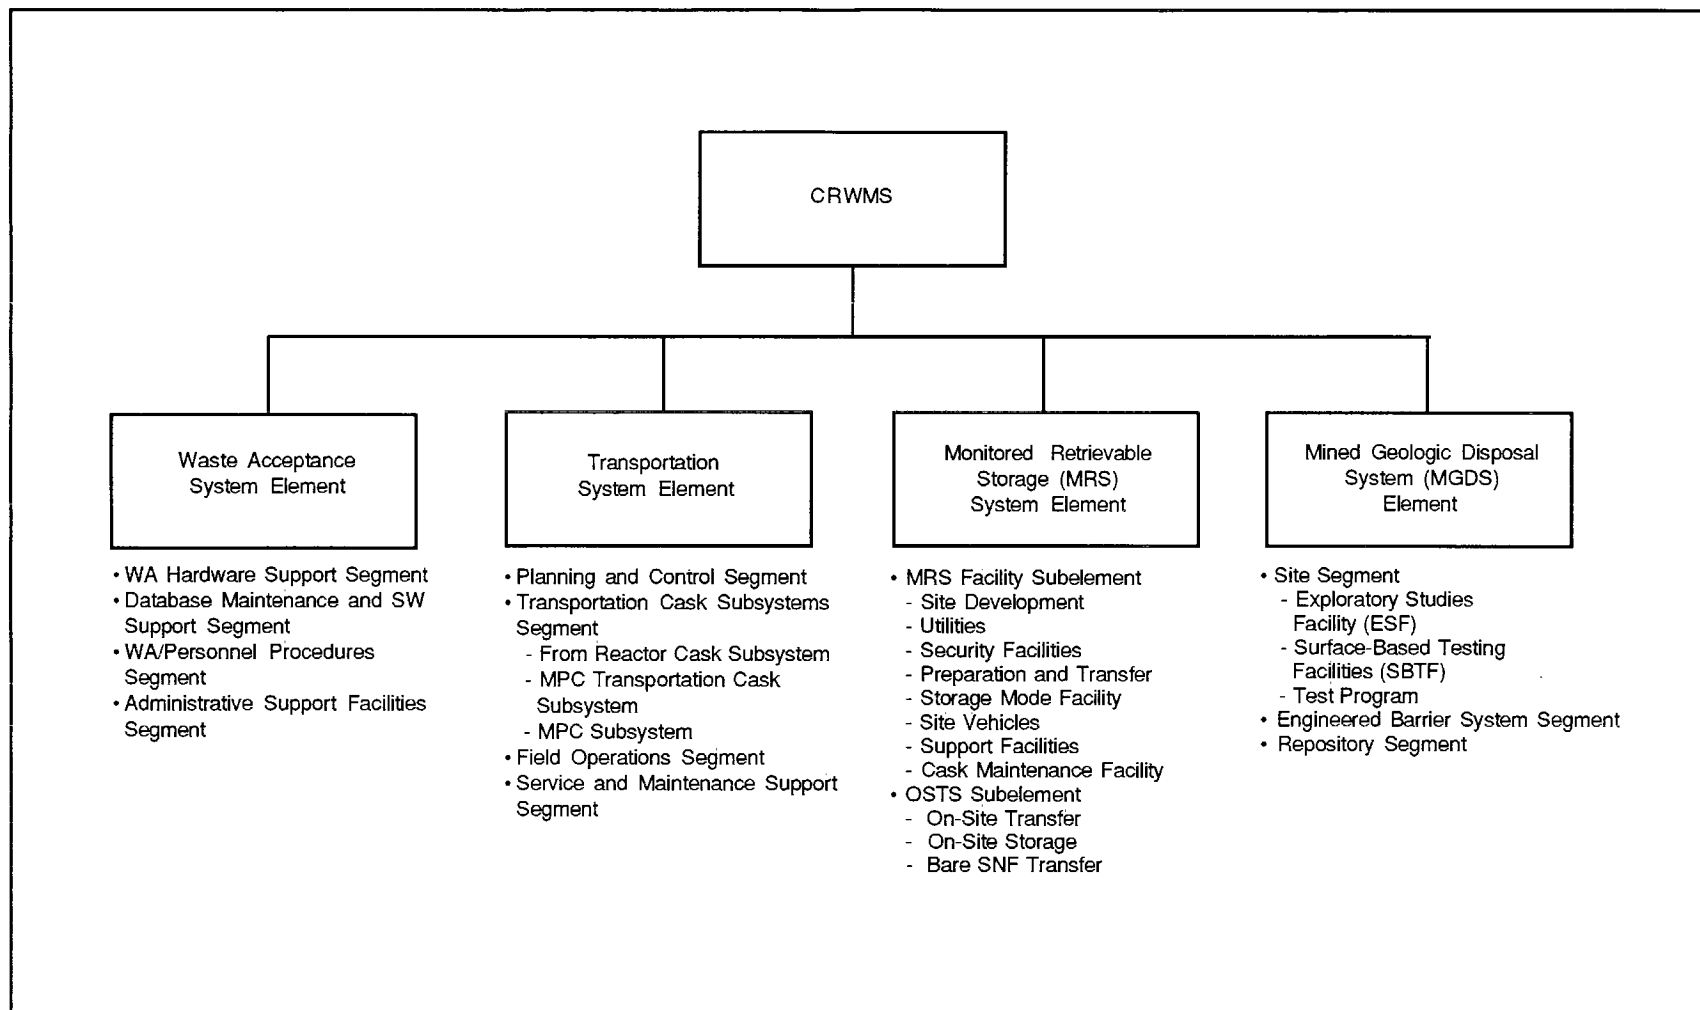 CRWMS
Waste Acceptance
System Element
• WA Hardware Support Segment
• Database Maintenance and SW
Support Segment
• WA/Personnel Procedures
Segment
• Administrative Support Facilities
Segment
Transportation
System Element
• Planning and Control Segment
• Transportation Cask Subsystems
Segment
- From Reactor Cask Subsystem
- MPC Transportation Cask
Subsystem
- MPC Subsystem
• Field Operations Segment
• Service and Maintenance Support
Segment
Monitored Retrievable
Storage (MRS)
System Element
• MRS Facility Subelement
- Site Development
- Utilities
- Security Facilities
- Preparation and Transfer
- Storage Mode Facility
- Site Vehicles
- Support Facilities
- Cask Maintenance Facility
• OSTS Subelement
- On-Site Transfer
- On-Site Storage
- Bare SNF Transfer
Mined Geologic Disposal
System (MGDS)
Element
• Site Segment
- Exploratory Studies
Facility (ESF)
- Surface-Based Testing
Facilities (SBTF)
- Test Program
• Engineered Barrier System Segment
• Repository Segment